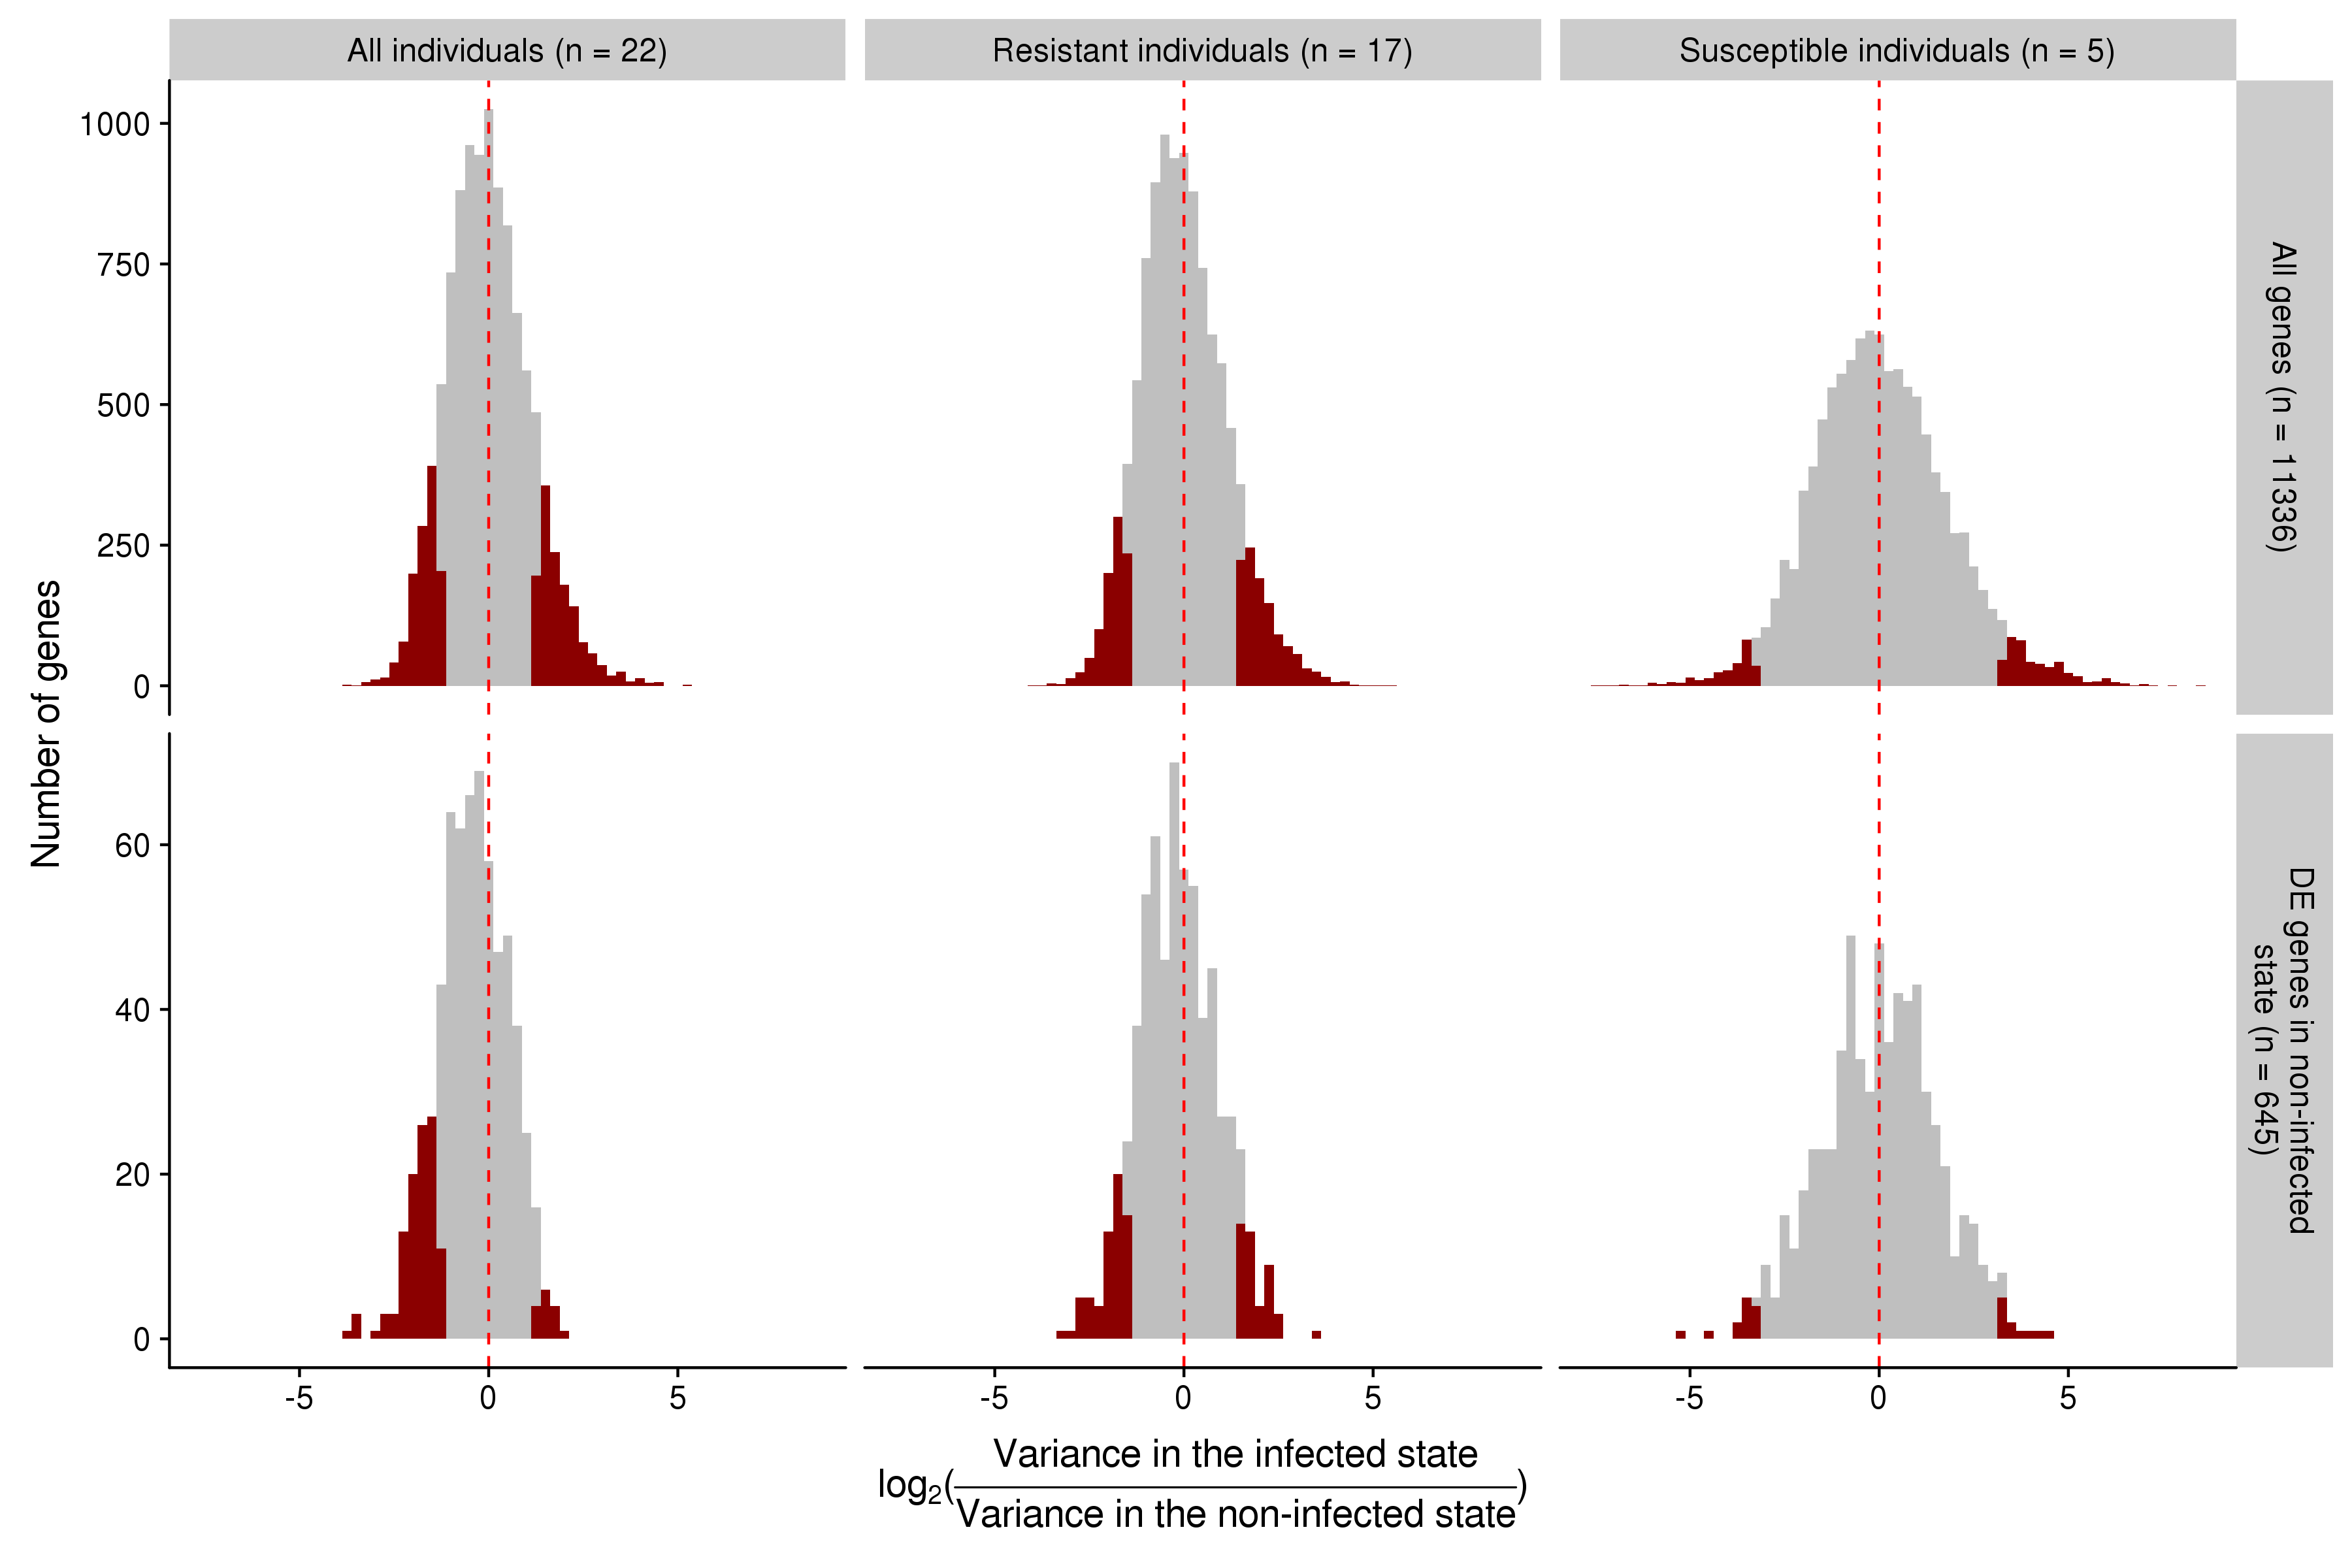 All individuals (n = 22)
Resistant individuals (n = 17)
Susceptible individuals (n = 5)
Number of genes
1000
750
500
250
0
All genes (n = 11336)
60
40
20
0
DE genes in non-infected
state (n = 645)
-5
0
5
-5
0
5
-5
0
5
log₂(Variance in the infected state
Variance in the non-infected state)